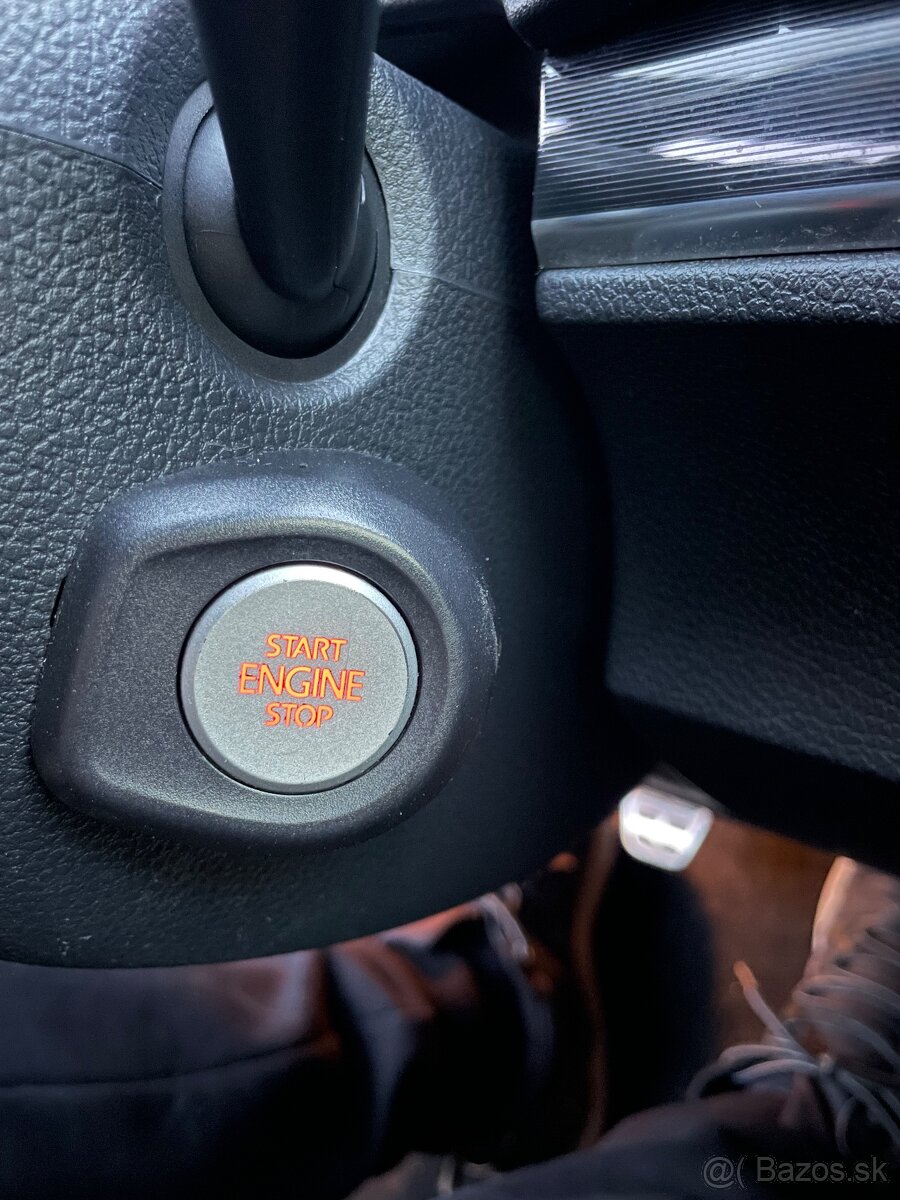 START
ENGINE
STOP
@( Bazos.sk